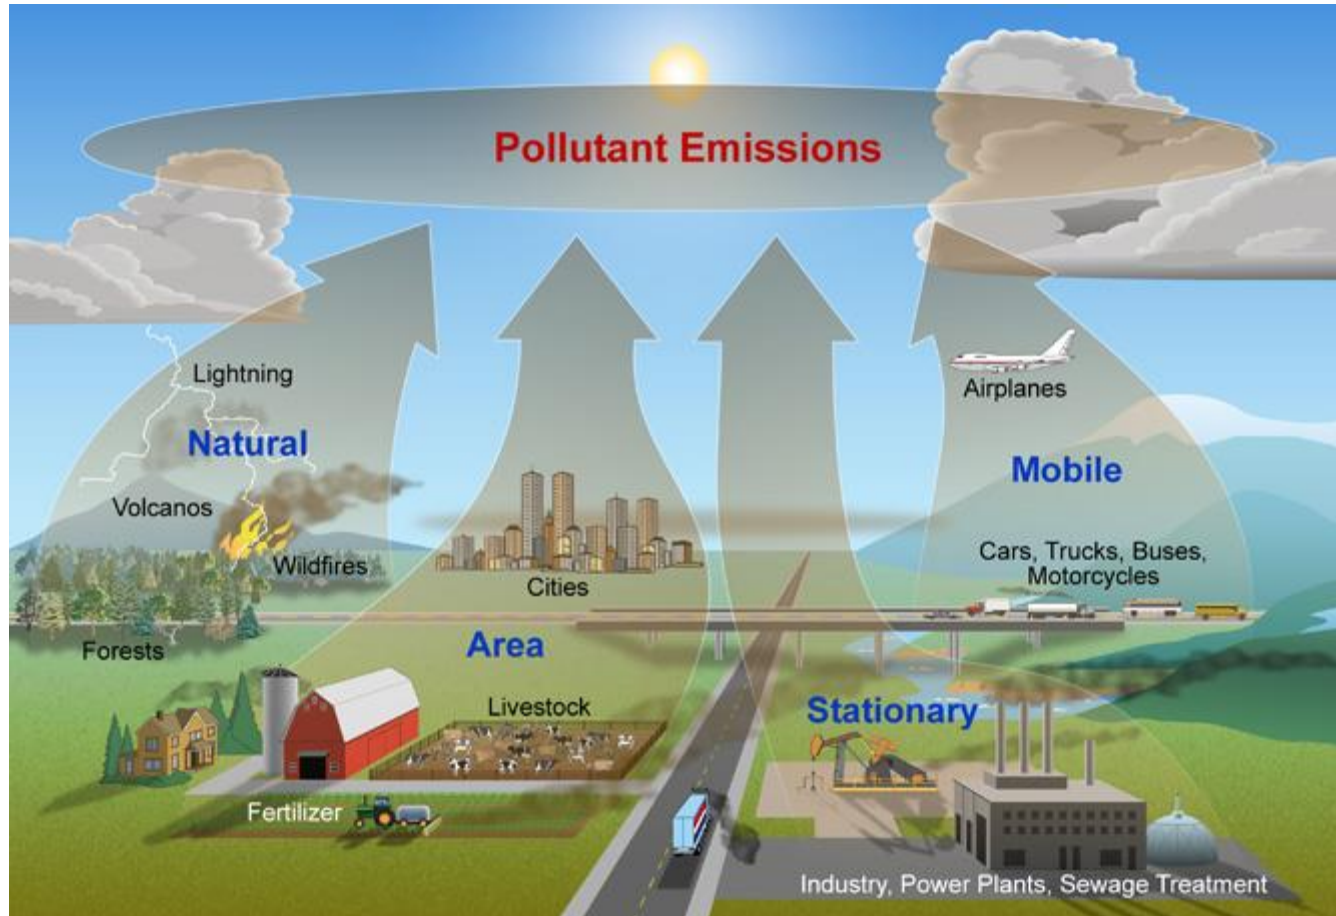 Pollutant Emissions
Lightning
Natural
Volcanos
Wildfires
Forests
Cities
Area
Livestock
Fertilizer
Airplanes
Mobile
Cars, Trucks, Buses,
Motorcycles
Stationary
Industry, Power Plants, Sewage Treatment